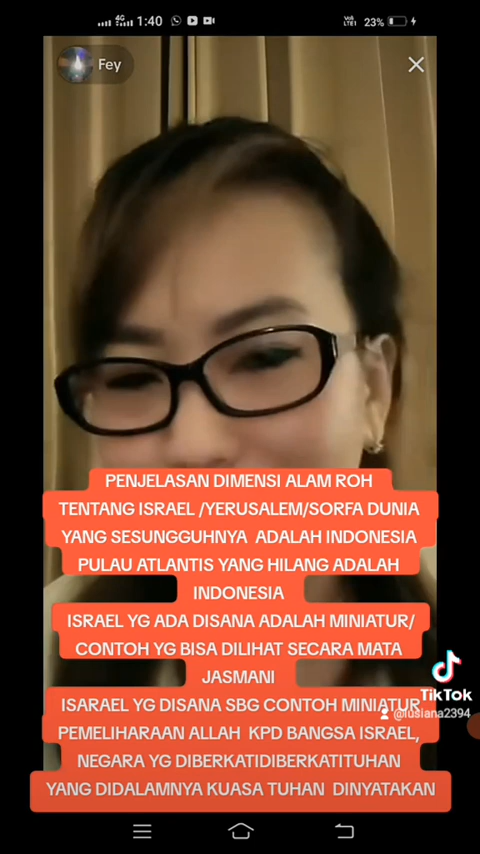 4G
1:40
VoLTE1
23%
Fey
PENJELASAN DIMENSI ALAM ROH
TENTANG ISRAEL /YERUSALEM/SORFA DUNIA
YANG SESUNGGUHNYA ADALAH INDONESIA
PULAU ATLANTIS YANG HILANG ADALAH
INDONESIA
ISRAEL YG ADA DISANA ADALAH MINIATUR/
CONTOH YG BISA DILIHAT SECARA MATA
JASMANI
ISARAEL YG DISANA SBG CONTOH MINIATUR
PEMELIHARAAN ALLAH KPD BANGSA ISRAEL,
NEGARA YG DIBERKATIDIBERKATITUHAN
YANG DIDALAMNYA KUASA TUHAN DINYATAKAN
TikTok
@lusiana2394